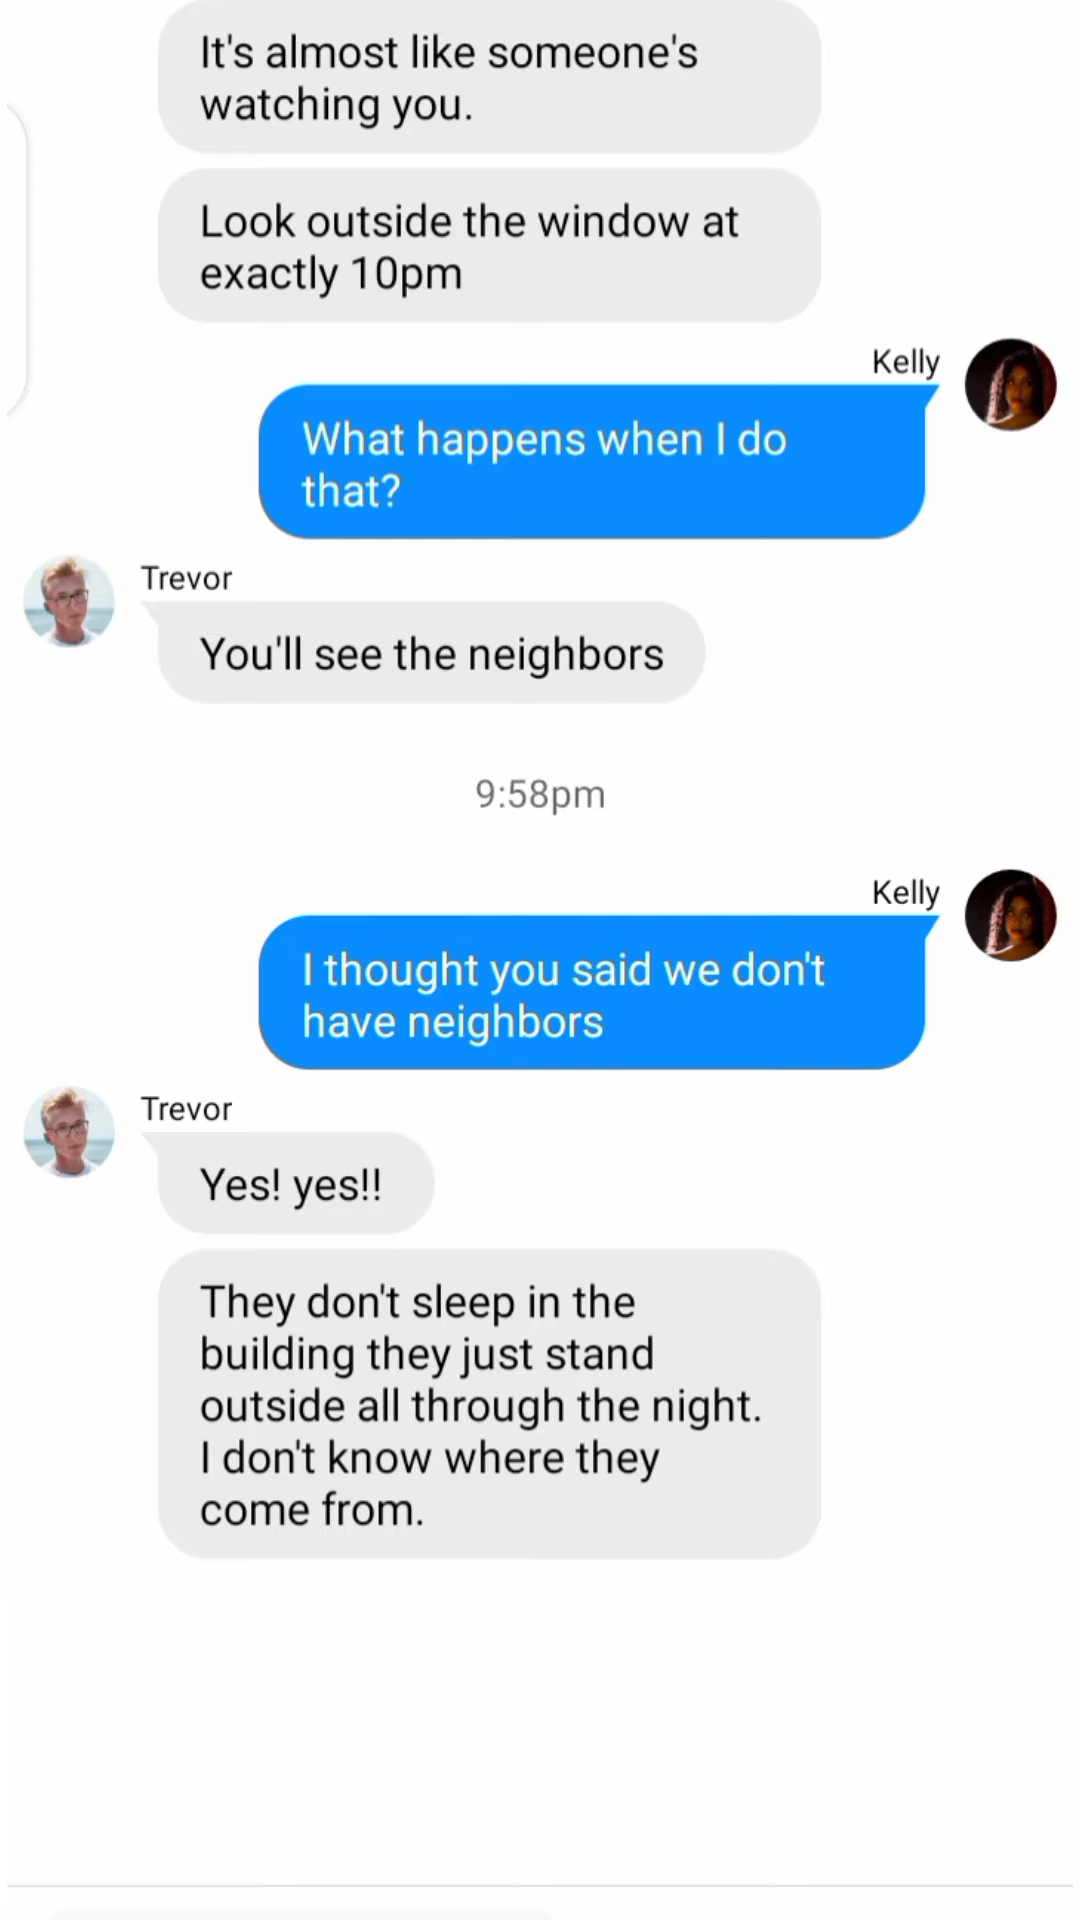 It's almost like someone's
watching you.
Look outside the window at
exactly 10pm
Kelly
What happens when I do
that?
Trevor
You'll see the neighbors
9:58pm
Kelly
I thought you said we don't
have neighbors
Trevor
Yes! yes!!
They don't sleep in the
building they just stand
outside all through the night.
I don't know where they
come from.